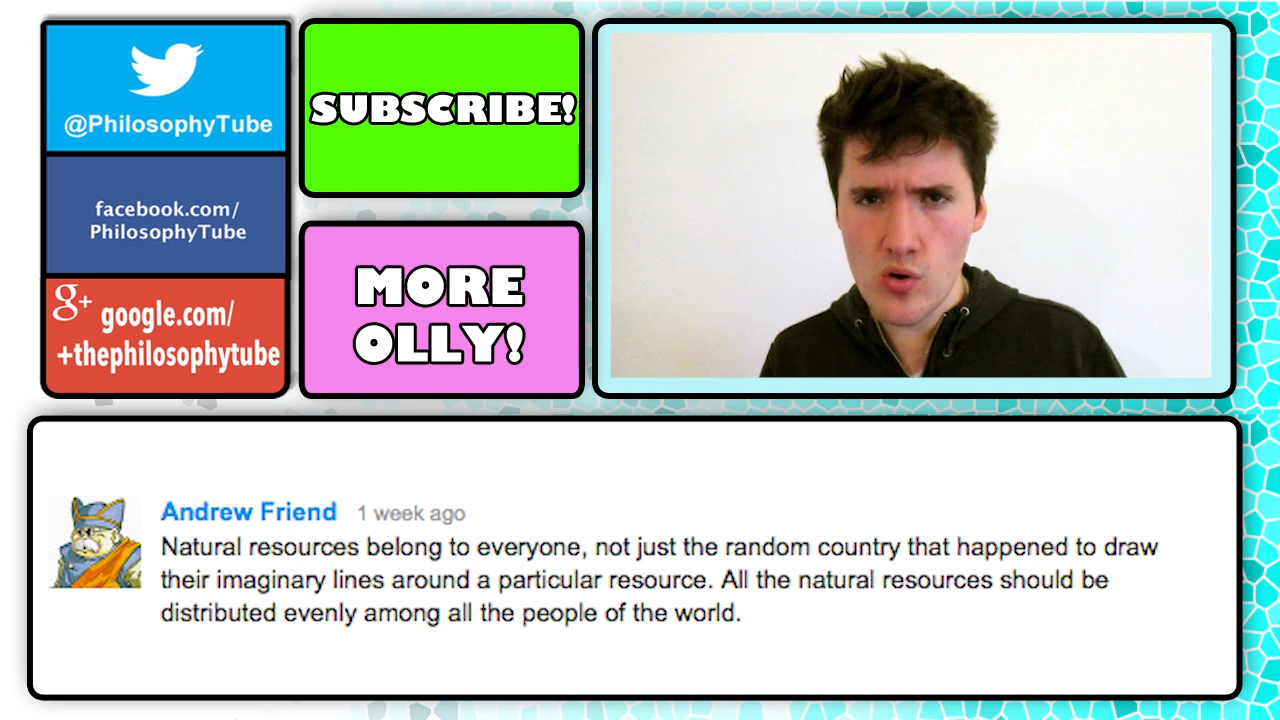 @PhilosophyTube
facebook.com/
PhilosophyTube
g+ google.com/
+thephilosophytube
SUBSCRIBE!
MORE
OLLY!
Andrew Friend 1 week ago
Natural resources belong to everyone, not just the random country that happened to draw
their imaginary lines around a particular resource. All the natural resources should be
distributed evenly among all the people of the world.